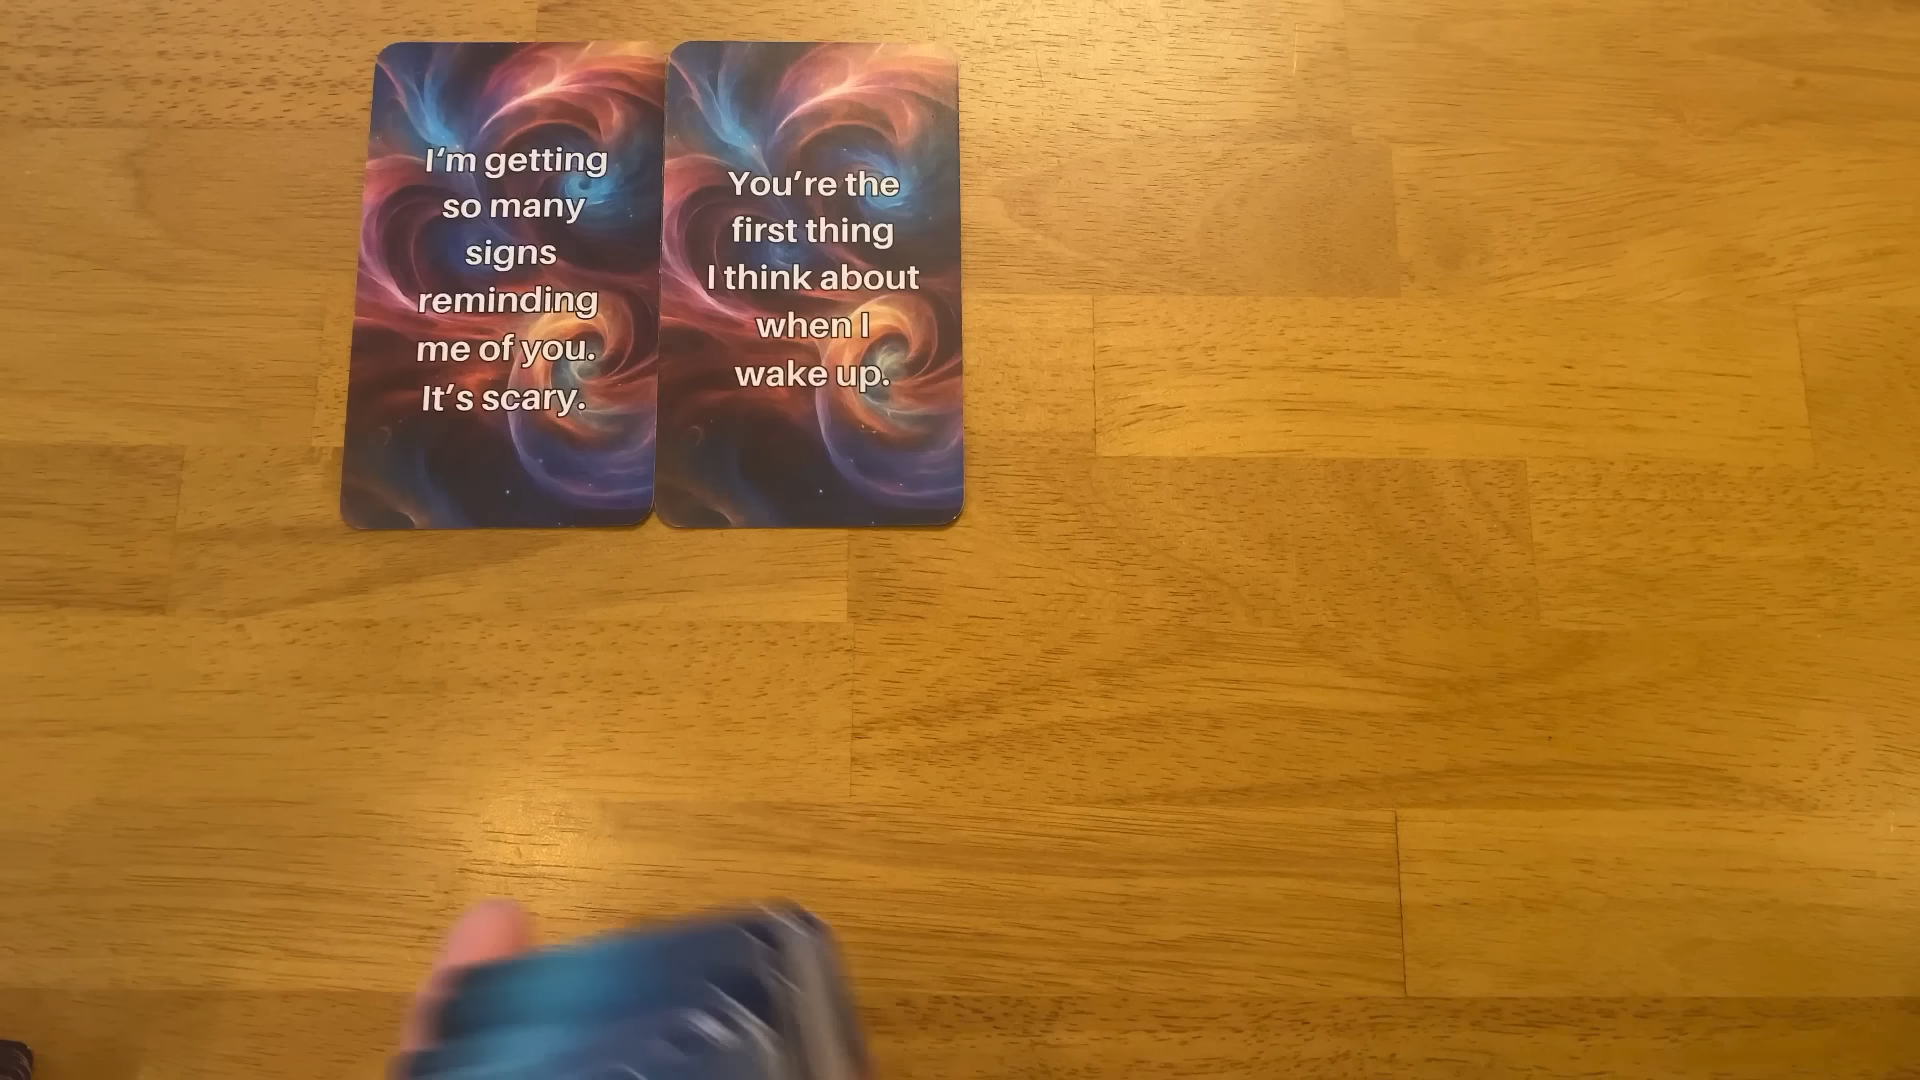 I'm getting
so many
signs
reminding
me of you.
It's scary.
You're the
first thing
I think about
when I
wake up.